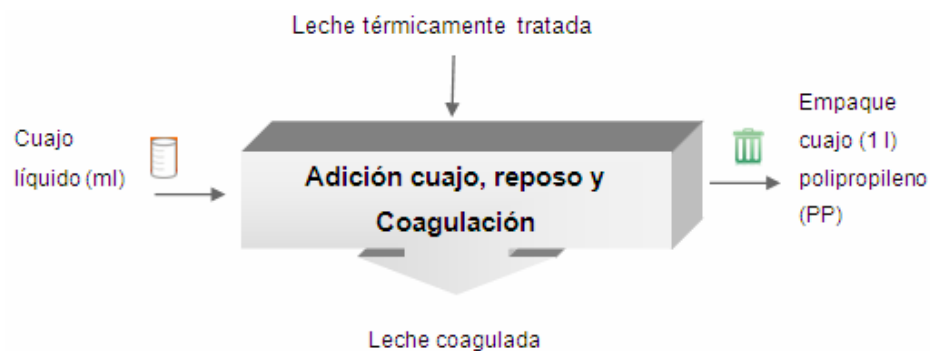 Leche térmicamente tratada
Cuajo
líquido (ml)
Adición cuajo, reposo y
Coagulación
Empaque
cuajo (1 l)
polipropileno
(PP)
Leche coagulada